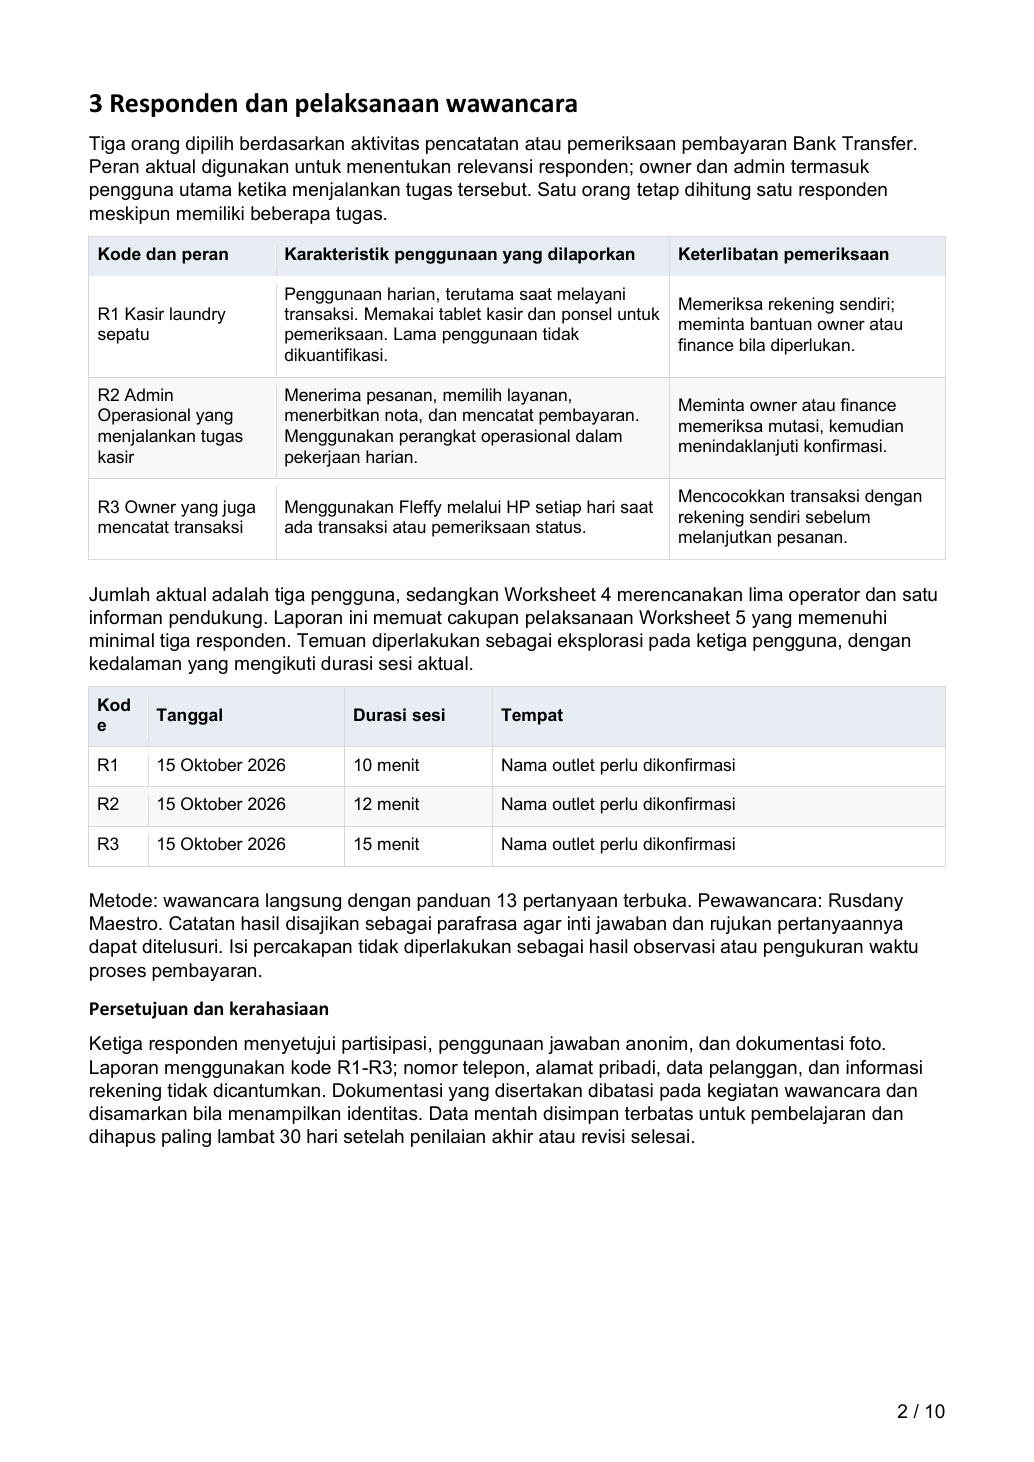 3 Responden dan pelaksanaan wawancara
Tiga orang dipilih berdasarkan aktivitas pencatatan atau pemeriksaan pembayaran Bank Transfer.
Peran aktual digunakan untuk menentukan relevansi responden; owner dan admin termasuk
pengguna utama ketika menjalankan tugas tersebut. Satu orang tetap dihitung satu responden
meskipun memiliki beberapa tugas.
Kode dan peran
Karakteristik penggunaan yang dilaporkan
Keterlibatan pemeriksaan
R1 Kasir laundry
sepatu
Penggunaan harian, terutama saat melayani
transaksi. Memakai tablet kasir dan ponsel untuk
pemeriksaan. Lama penggunaan tidak
dikuantifikasi.
Memeriksa rekening sendiri;
meminta bantuan owner atau
finance bila diperlukan.
R2 Admin
Operasional yang
menjalankan tugas
kasir
Menerima pesanan, memilih layanan,
menerbitkan nota, dan mencatat pembayaran.
Menggunakan perangkat operasional dalam
pekerjaan harian.
Meminta owner atau finance
memeriksa mutasi, kemudian
menindaklanjuti konfirmasi.
R3 Owner yang juga
mencatat transaksi
Menggunakan Fleffy melalui HP setiap hari saat
ada transaksi atau pemeriksaan status.
Mencocokkan transaksi dengan
rekening sendiri sebelum
melanjutkan pesanan.
Jumlah aktual adalah tiga pengguna, sedangkan Worksheet 4 merencanakan lima operator dan satu
informan pendukung. Laporan ini memuat cakupan pelaksanaan Worksheet 5 yang memenuhi
minimal tiga responden. Temuan diperlakukan sebagai eksplorasi pada ketiga pengguna, dengan
kedalaman yang mengikuti durasi sesi aktual.
Kod
e
Tanggal
Durasi sesi
Tempat
R1
15 Oktober 2026
10 menit
Nama outlet perlu dikonfirmasi
R2
15 Oktober 2026
12 menit
Nama outlet perlu dikonfirmasi
R3
15 Oktober 2026
15 menit
Nama outlet perlu dikonfirmasi
Metode: wawancara langsung dengan panduan 13 pertanyaan terbuka. Pewawancara: Rusdany
Maestro. Catatan hasil disajikan sebagai parafrasa agar inti jawaban dan rujukan pertanyaannya
dapat ditelusuri. Isi percakapan tidak diperlakukan sebagai hasil observasi atau pengukuran waktu
proses pembayaran.
Persetujuan dan kerahasiaan
Ketiga responden menyetujui partisipasi, penggunaan jawaban anonim, dan dokumentasi foto.
Laporan menggunakan kode R1-R3; nomor telepon, alamat pribadi, data pelanggan, dan informasi
rekening tidak dicantumkan. Dokumentasi yang disertakan dibatasi pada kegiatan wawancara dan
disamarkan bila menampilkan identitas. Data mentah disimpan terbatas untuk pembelajaran dan
dihapus paling lambat 30 hari setelah penilaian akhir atau revisi selesai.
2 / 10